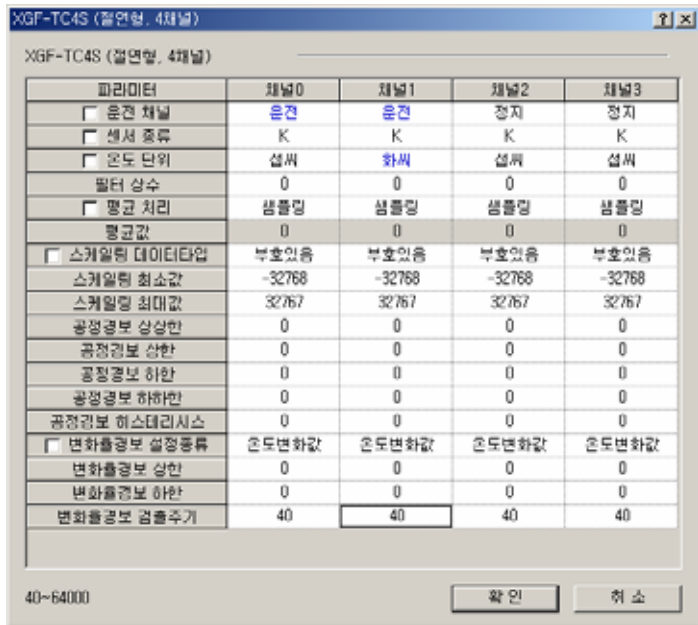 XGF-TC4S (절연형, 4채널)
XGF-TC4S (절연형, 4채널)
파라미터 채널0 채널1 채널2 채널3
운전 채널 운전 운전 정지 정지
센서 종류 K K K K
온도 단위 섭씨 화씨 섭씨 섭씨
필터 상수 0 0 0 0
평균 처리 샘플링 샘플링 샘플링 샘플링
평균값 0 0 0 0
스케일링 데이터타입 부호있음 부호있음 부호있음 부호있음
스케일링 최소값 -32768 -32768 -32768 -32768
스케일링 최대값 32767 32767 32767 32767
공정경보 상상한 0 0 0 0
공정경보 상한 0 0 0 0
공정경보 하한 0 0 0 0
공정경보 하하한 0 0 0 0
공정경보 히스테리시스 0 0 0 0
변화율경보 설정종류 온도변화값 온도변화값 온도변화값 온도변화값
변화율경보 상한 0 0 0 0
변화율경보 하한 0 0 0 0
변화율경보 검출주기 40 40 40 40
40~64000 확인 취소